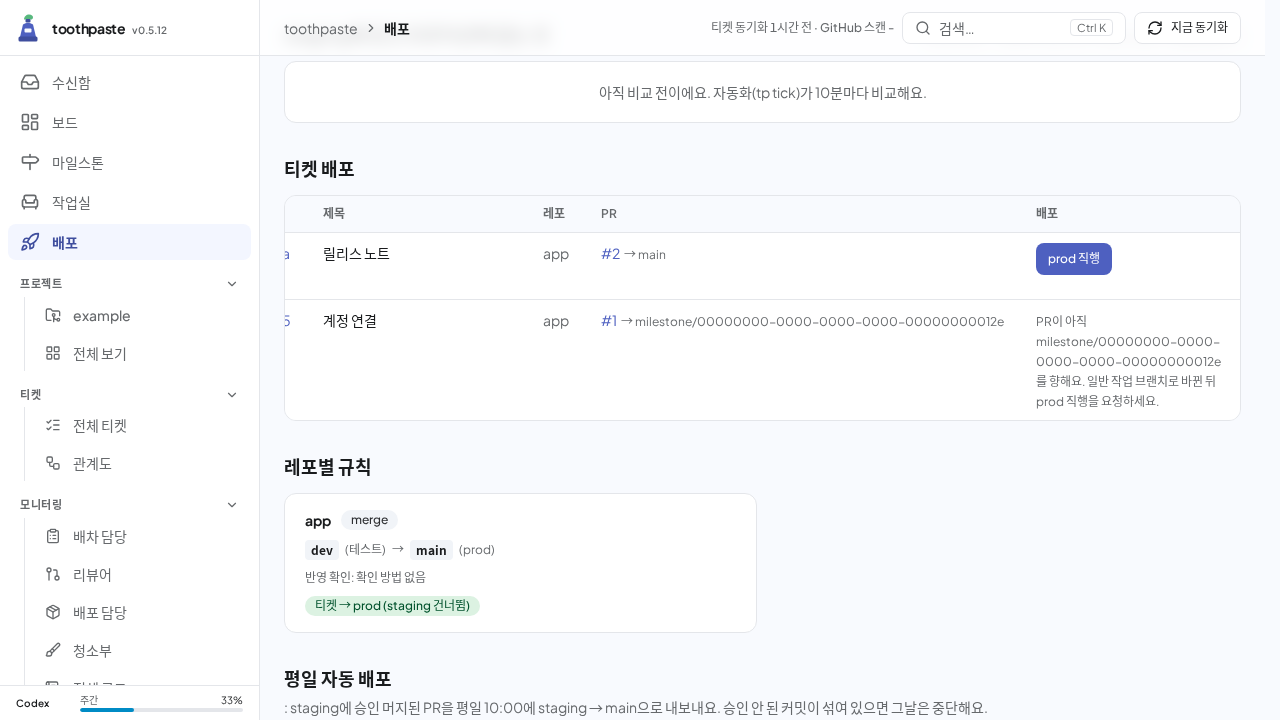 toothpaste v0.5.12
수신함
보드
마일스톤
작업실
배포
프로젝트
example
전체 보기
티켓
전체 티켓
관계도
모니터링
배차 담당
리뷰어
배포 담당
청소부
Codex 주간 33%
toothpaste > 배포
티켓 동기화 1시간 전 · GitHub 스캔 -
검색... Ctrl K
지금 동기화
아직 비교 전이에요. 자동화(tp tick)가 10분마다 비교해요.
티켓 배포
제목 레포 PR 배포
a 릴리스 노트 app #2 → main prod 직행
5 계정 연결 app #1 → milestone/00000000-0000-0000-0000-00000000012e
PR이 아직
milestone/00000000-0000-
0000-0000-00000000012e
를 향해요. 일반 작업 브랜치로 바뀐 뒤
prod 직행을 요청하세요.
레포별 규칙
app merge
dev (테스트) → main (prod)
반영 확인: 확인 방법 없음
티켓 → prod (staging 건너뜀)
평일 자동 배포
: staging에 승인 머지된 PR을 평일 10:00에 staging → main으로 내보내요. 승인 안 된 커밋이 섞여 있으면 그날은 중단해요.